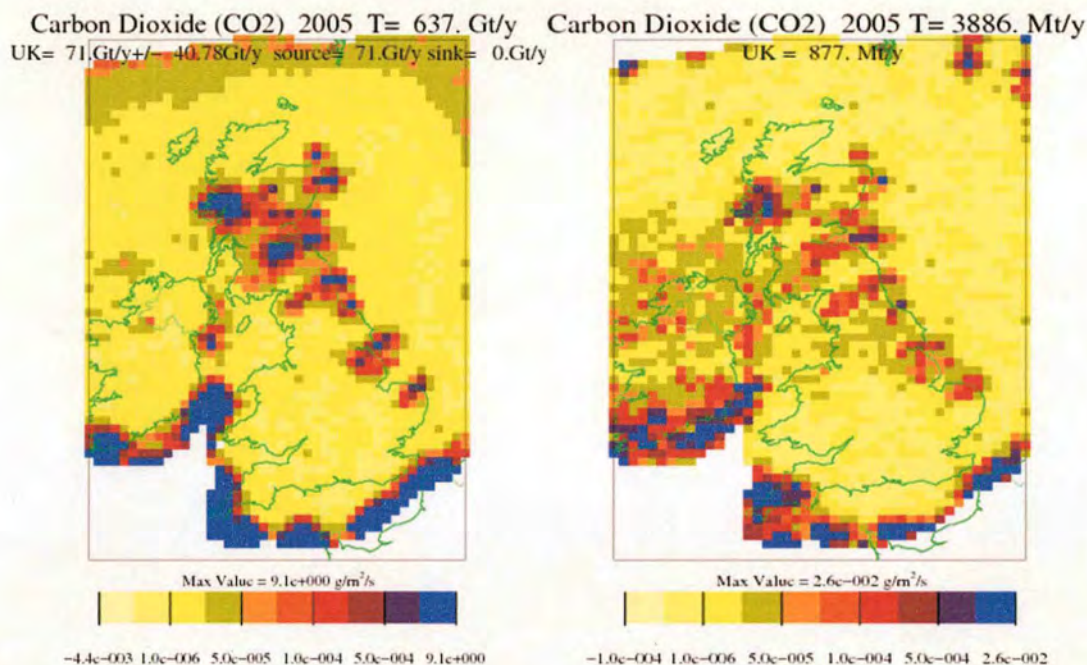 Carbon Dioxide (CO2) 2005 T= 637. Gt/y
UK= 71.Gt/y+/- 40.78Gt/y source= 71.Gt/y sink= 0.Gt/y
Max Value = 9.1e+000 g/m²/s
−4.4e−003 1.0e−006 5.0e−005 1.0e−004 5.0e−004 9.1e+000
Carbon Dioxide (CO2) 2005 T= 3886. Mt/y
UK = 877. Mt/y
Max Value = 2.6e−002 g/m²/s
−1.0e−004 1.0e−006 5.0e−005 1.0e−004 5.0e−004 2.6e−002